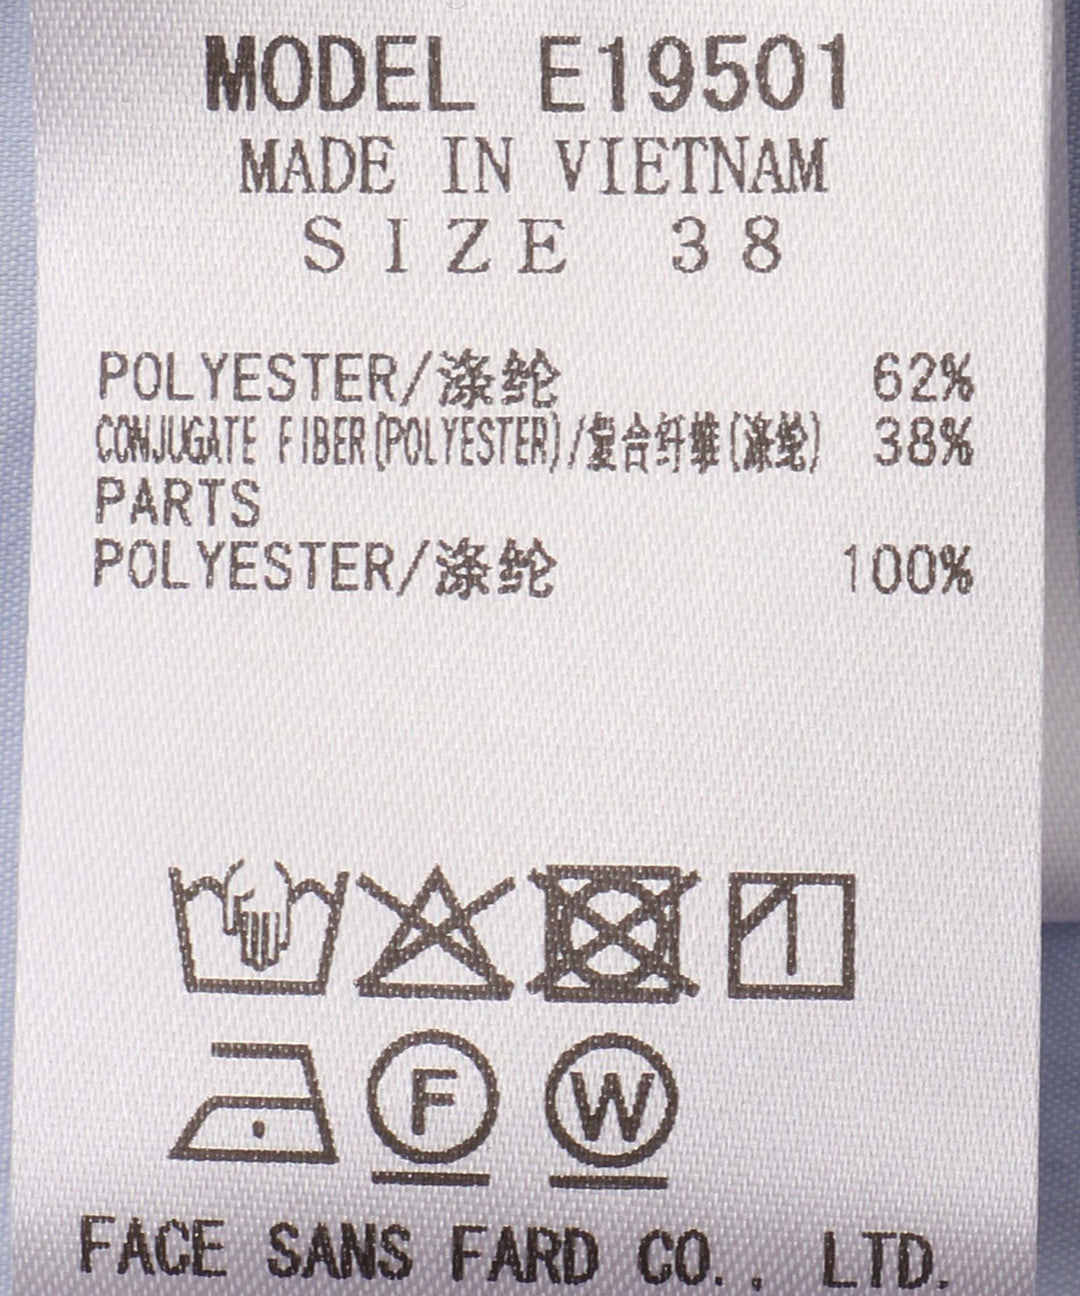 MODEL E19501
MADE IN VIETNAM
SIZE 38
POLYESTER/涤纶 62%
CONJUGATE FIBER(POLYESTER)/复合纤维(涤纶) 38%
PARTS
POLYESTER/涤纶 100%
F W
FACE SANS FARD CO., LTD.